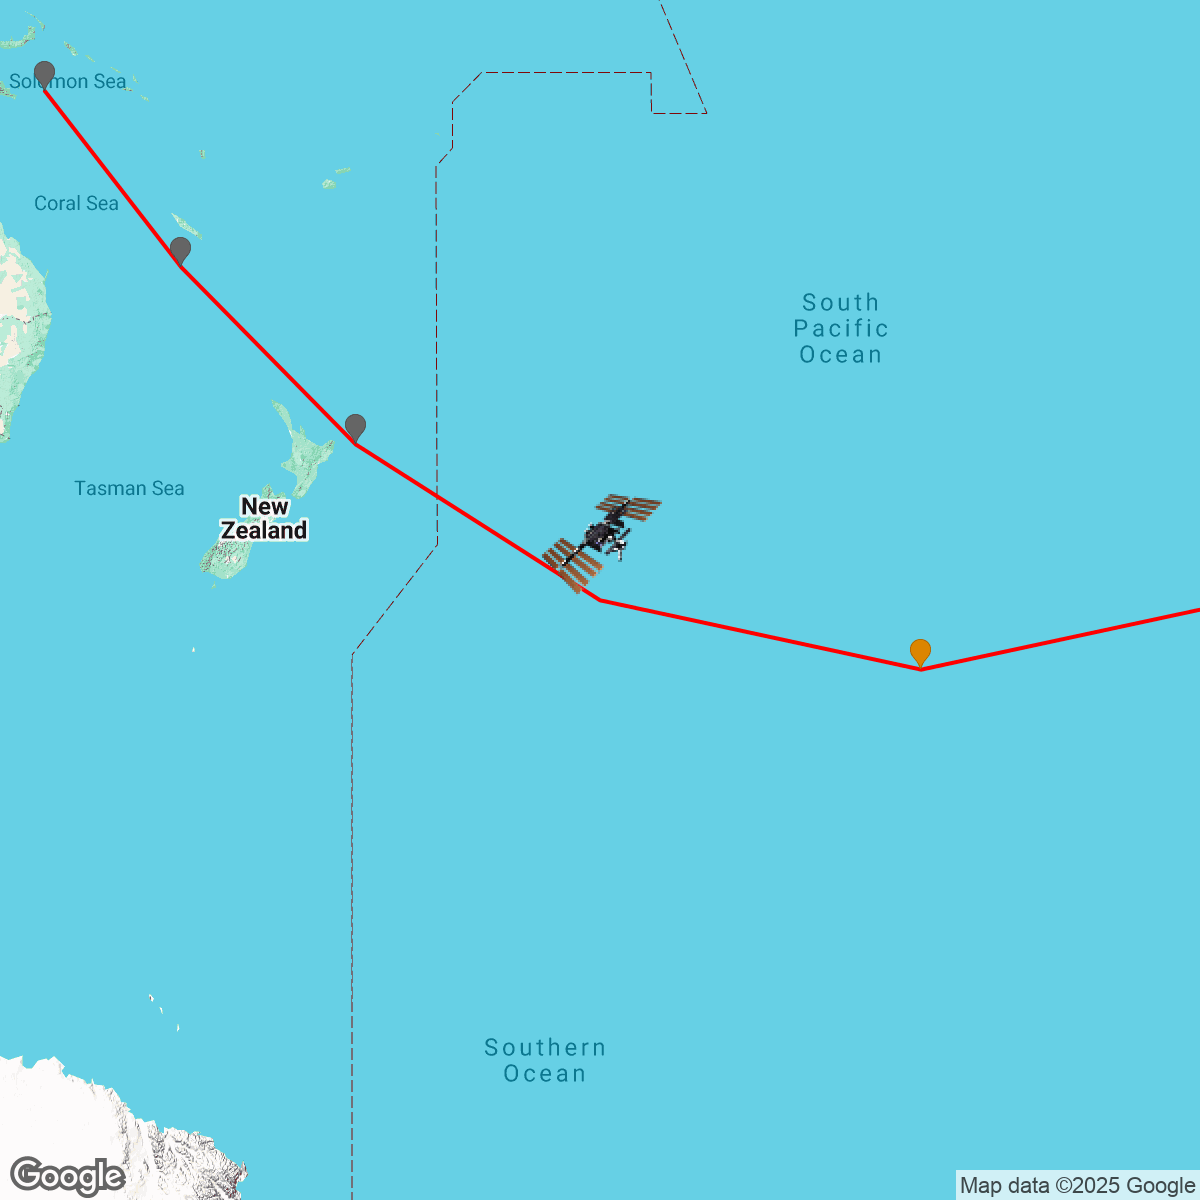 Solomon Sea
Coral Sea
South
Pacific
Ocean
Tasman Sea
New
Zealand
Southern
Ocean
Google
Map data ©2025 Google